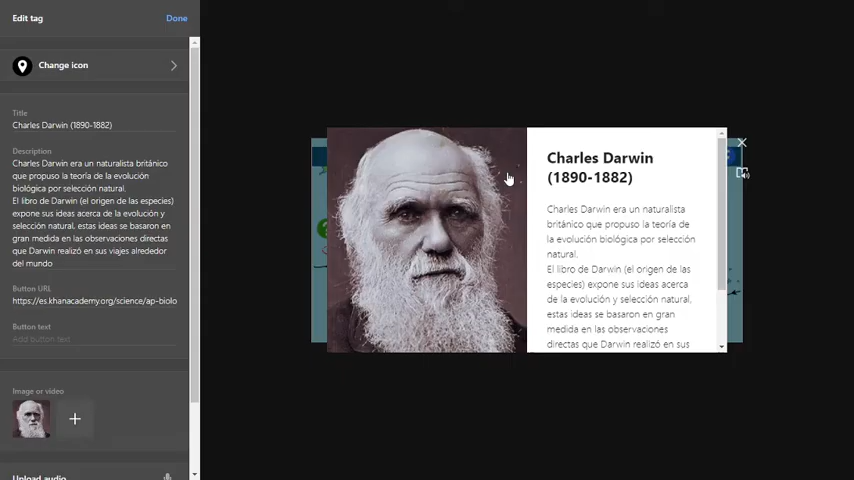 Edit tag
Done
Change icon
Title
Charles Darwin (1890-1882)
Description
Charles Darwin era un naturalista británico
que propuso la teoría de la evolución
biológica por selección natural.
El libro de Darwin (el origen de las especies)
expone sus ideas acerca de la evolución y
selección natural, estas ideas se basaron en gran
medida en las observaciones directas
que Darwin realizó en sus viajes alrededor
del mundo
Button URL
https://es.khanacademy.org/science/ap-biolo
Button text
Add button text
Image or video
Upload audio
Charles Darwin
(1890-1882)
Charles Darwin era un naturalista
británico que propuso la teoría de
la evolución biológica por selección
natural.
El libro de Darwin (el origen de las
especies) expone sus ideas acerca
de la evolución y selección natural,
estas ideas se basaron en gran
medida en las observaciones
directas que Darwin realizó en sus